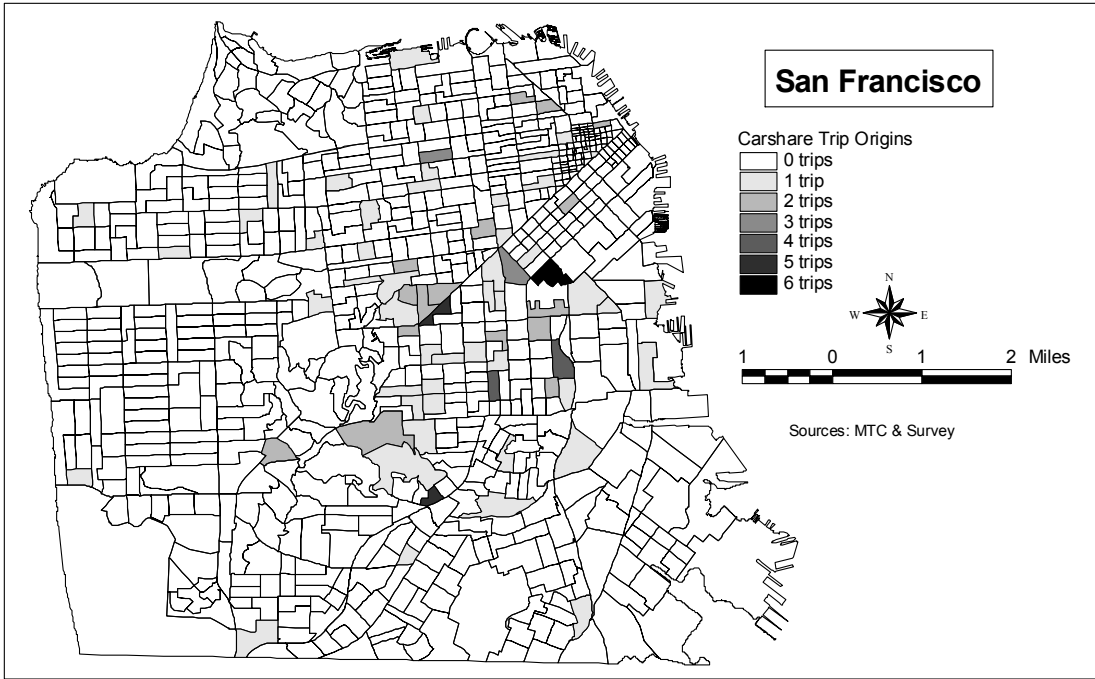 San Francisco
Carshare Trip Origins
0 trips
1 trip
2 trips
3 trips
4 trips
5 trips
6 trips
N
W E
S
1 0 1 2 Miles
Sources: MTC & Survey